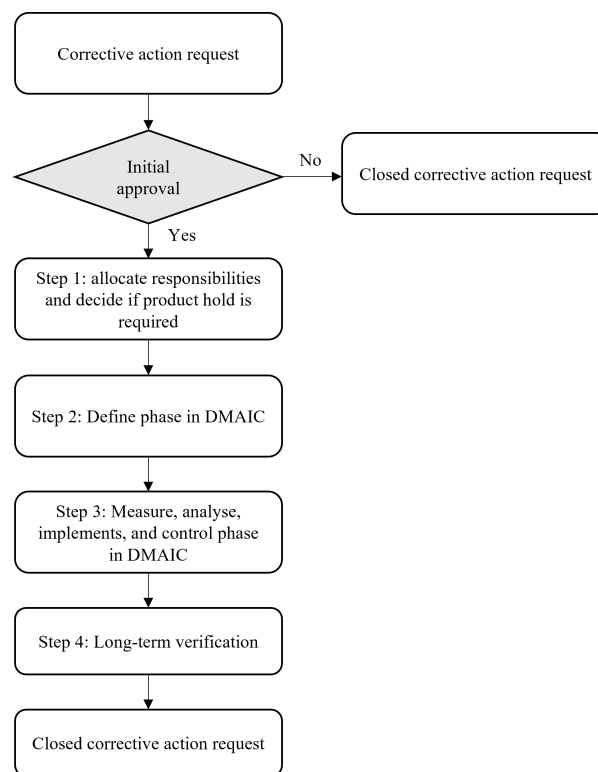 Corrective action request
Initial
approval
No
Closed corrective action request
Yes
Step 1: allocate responsibilities
and decide if product hold is
required
Step 2: Define phase in DMAIC
Step 3: Measure, analyse,
implements, and control phase
in DMAIC
Step 4: Long-term verification
Closed corrective action request